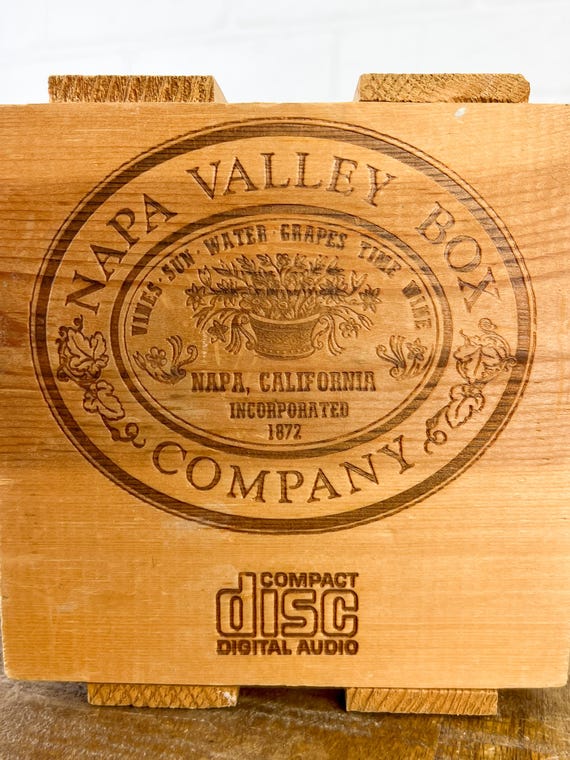 NAPA VALLEY BOX
VINES · SUN · WATER · GRAPES TIME WINE
NAPA, CALIFORNIA
INCORPORATED
1872
COMPANY
COMPACT
disc
DIGITAL AUDIO